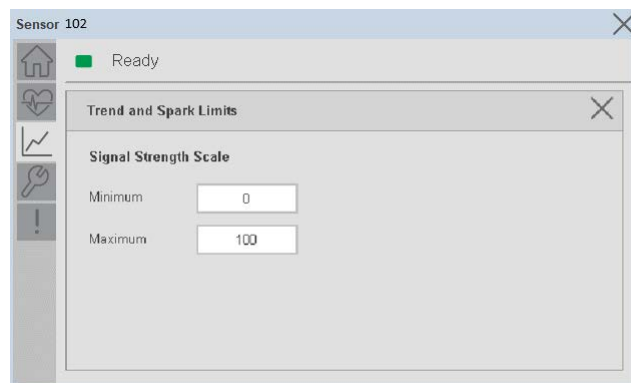 Sensor 102
Ready
Trend and Spark Limits
Signal Strength Scale
Minimum 0
Maximum 100